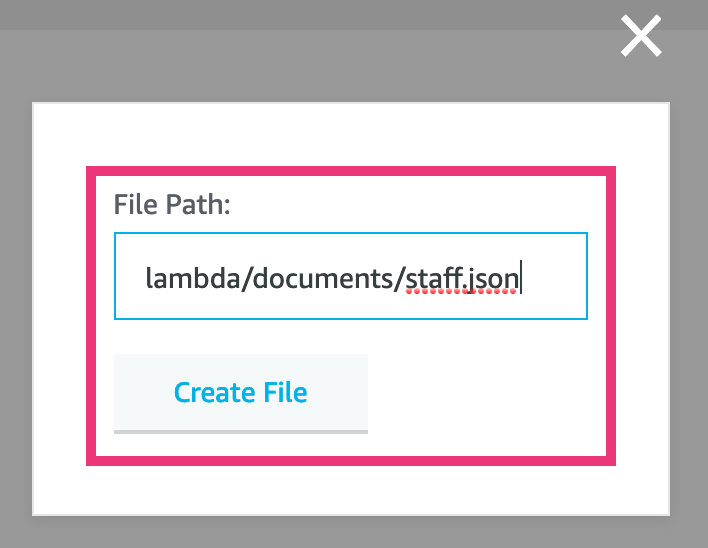 File Path:
lambda/documents/staff.json
Create File